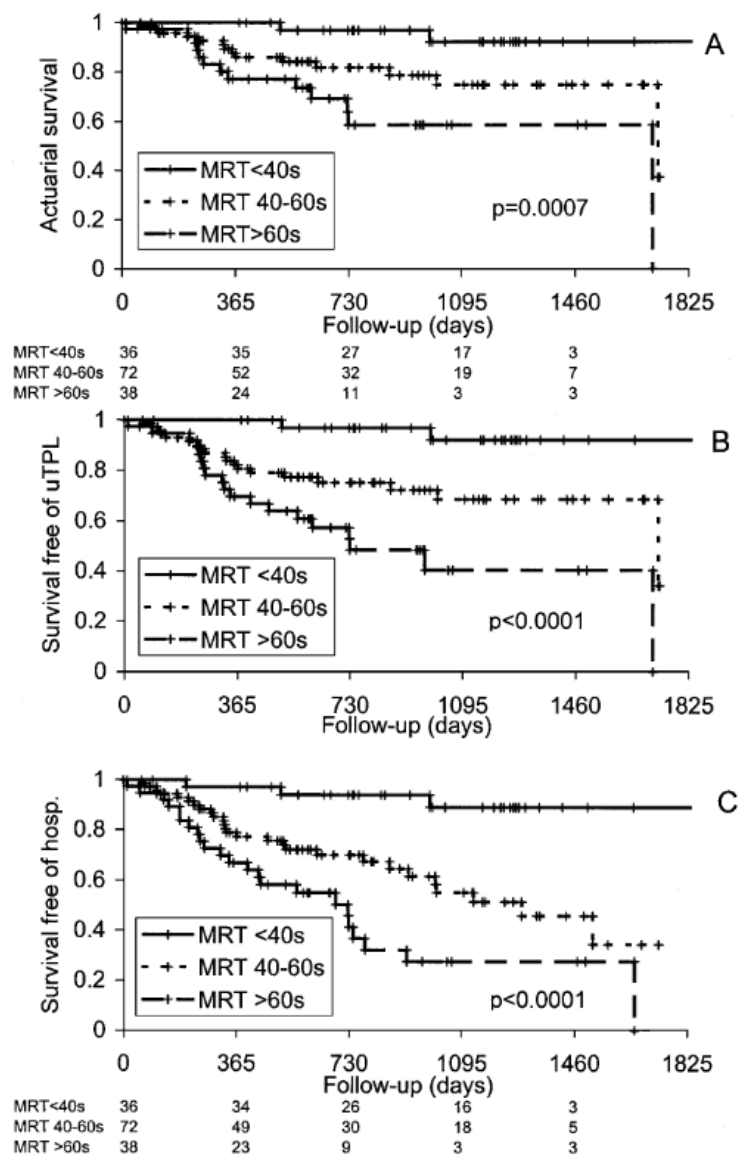 1
A
0.8
0.6
0.4
0.2
0
Actuarial survival
MRT<40s
MRT 40-60s
MRT>60s
p=0.0007
0 365 730 1095 1460 1825
Follow-up (days)
MRT<40s 36 35 27 17 3
MRT 40-60s 72 52 32 19 7
MRT >60s 38 24 11 3 3
1
B
0.8
0.6
0.4
0.2
0
Survival free of uTPL
MRT <40s
MRT 40-60s
MRT >60s
p<0.0001
0 365 730 1095 1460 1825
Follow-up (days)
1
C
0.8
0.6
0.4
0.2
0
Survival free of hosp.
MRT <40s
MRT 40-60s
MRT >60s
p<0.0001
0 365 730 1095 1460 1825
Follow-up (days)
MRT<40s 36 34 26 16 3
MRT 40-60s 72 49 30 18 5
MRT >60s 38 23 9 3 3